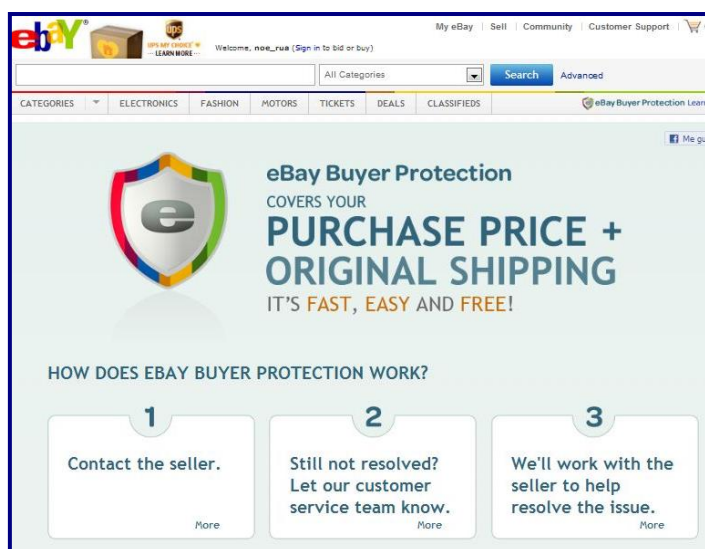 My eBay Sell Community Customer Support
ebaY
ups
UPS MY CHOICE
LEARN MORE
Welcome, noe_rua (Sign in to bid or buy)
All Categories Search Advanced
CATEGORIES ELECTRONICS FASHION MOTORS TICKETS DEALS CLASSIFIEDS eBay Buyer Protection Lear
Me gu
e
eBay Buyer Protection
COVERS YOUR
PURCHASE PRICE +
ORIGINAL SHIPPING
IT'S FAST, EASY AND FREE!
HOW DOES EBAY BUYER PROTECTION WORK?
1
Contact the seller.
More
2
Still not resolved?
Let our customer
service team know.
More
3
We'll work with the
seller to help
resolve the issue.
More